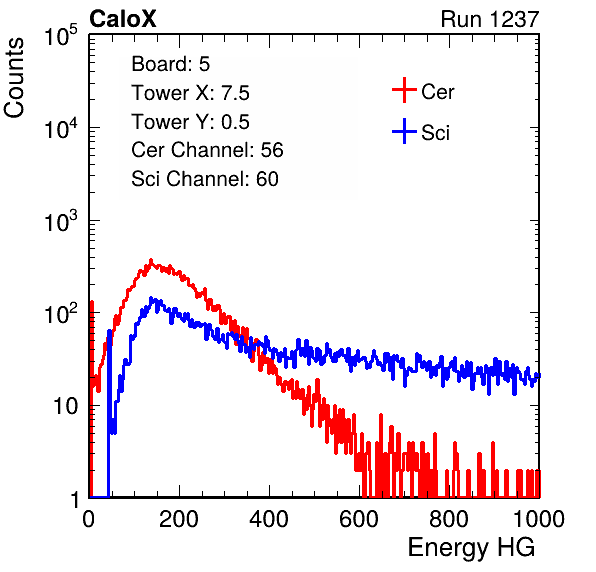 CaloX Run 1237
Counts
Board: 5
Tower X: 7.5
Tower Y: 0.5
Cer Channel: 56
Sci Channel: 60
Cer
Sci
10^5
10^4
10^3
10^2
10
1
0 200 400 600 800 1000
Energy HG